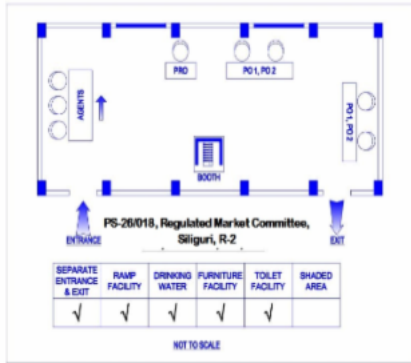 PRO
PO 1, PO 2
AGENTS
PO 1, PO 2
BOOTH
ENTRANCE
PS-26/018, Regulated Market Committee,
Siliguri, R-2
EXIT
SEPARATE ENTRANCE & EXIT
RAMP FACILITY
DRINKING WATER
FURNITURE FACILITY
TOILET FACILITY
SHADED AREA
√ √ √ √ √
NOT TO SCALE